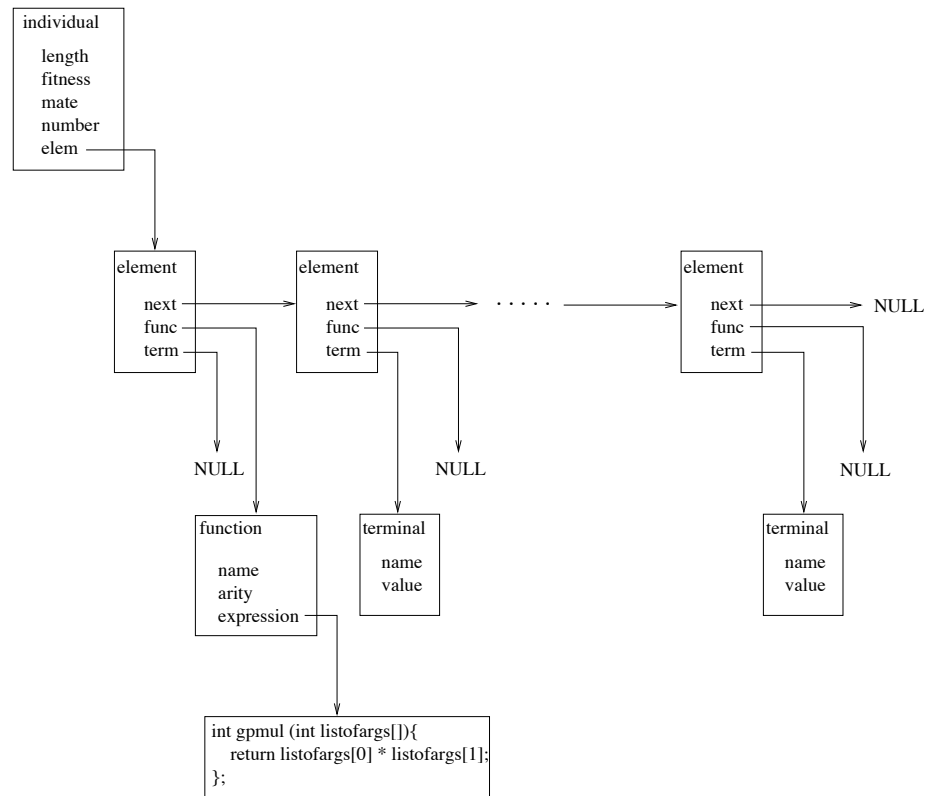 individual
length
fitness
mate
number
elem
element
next
func
term
element
next
func
term
.....
element
next
func
term
NULL
NULL
NULL
NULL
function
name
arity
expression
terminal
name
value
terminal
name
value
int gpmul (int listofargs[]){
return listofargs[0] * listofargs[1];
};